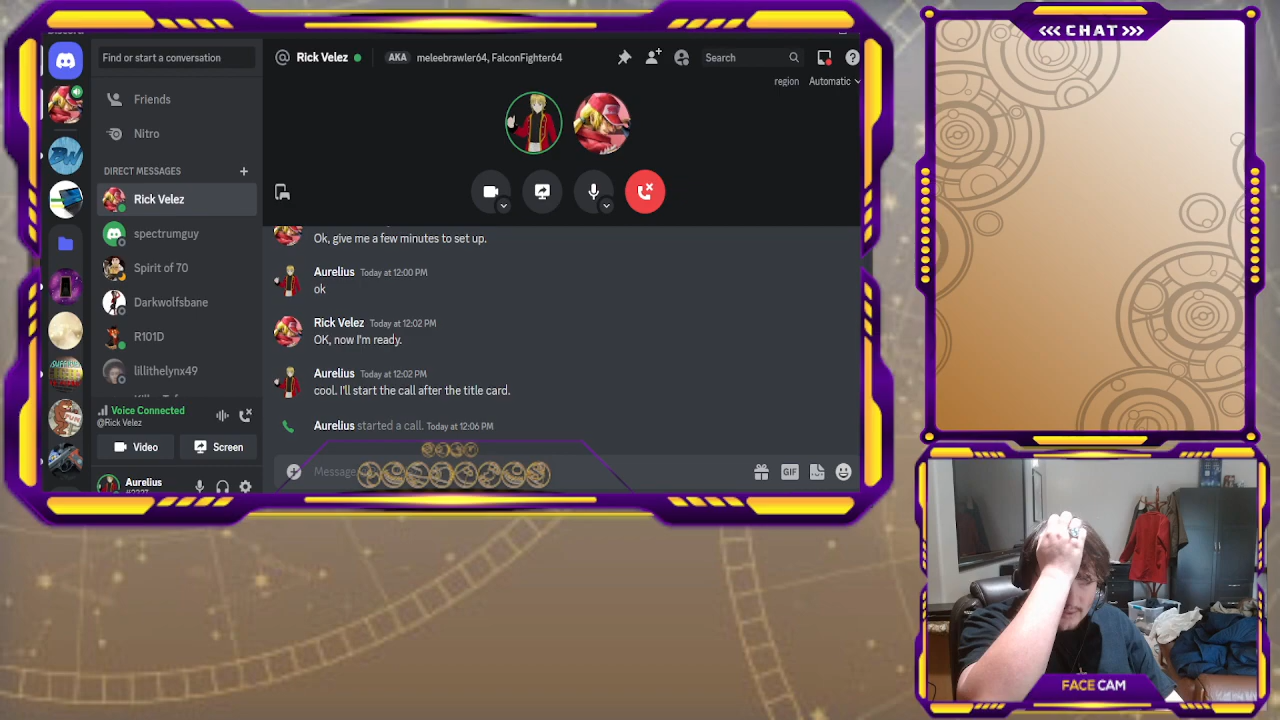 Find or start a conversation
Friends
Nitro
DIRECT MESSAGES
Rick Velez
spectrumguy
Spirit of 70
Darkwolfsbane
R101D
lillithelynx49
Voice Connected
@Rick Velez
Video
Screen
Aurelius
Rick Velez
AKA
meleebrawler64, FalconFighter64
Search
region
Automatic
Ok, give me a few minutes to set up.
Aurelius Today at 12:00 PM
ok
Rick Velez Today at 12:02 PM
OK, now I'm ready.
Aurelius Today at 12:02 PM
cool. I'll start the call after the title card.
Aurelius started a call. Today at 12:06 PM
Message
GIF
CHAT
FACE CAM